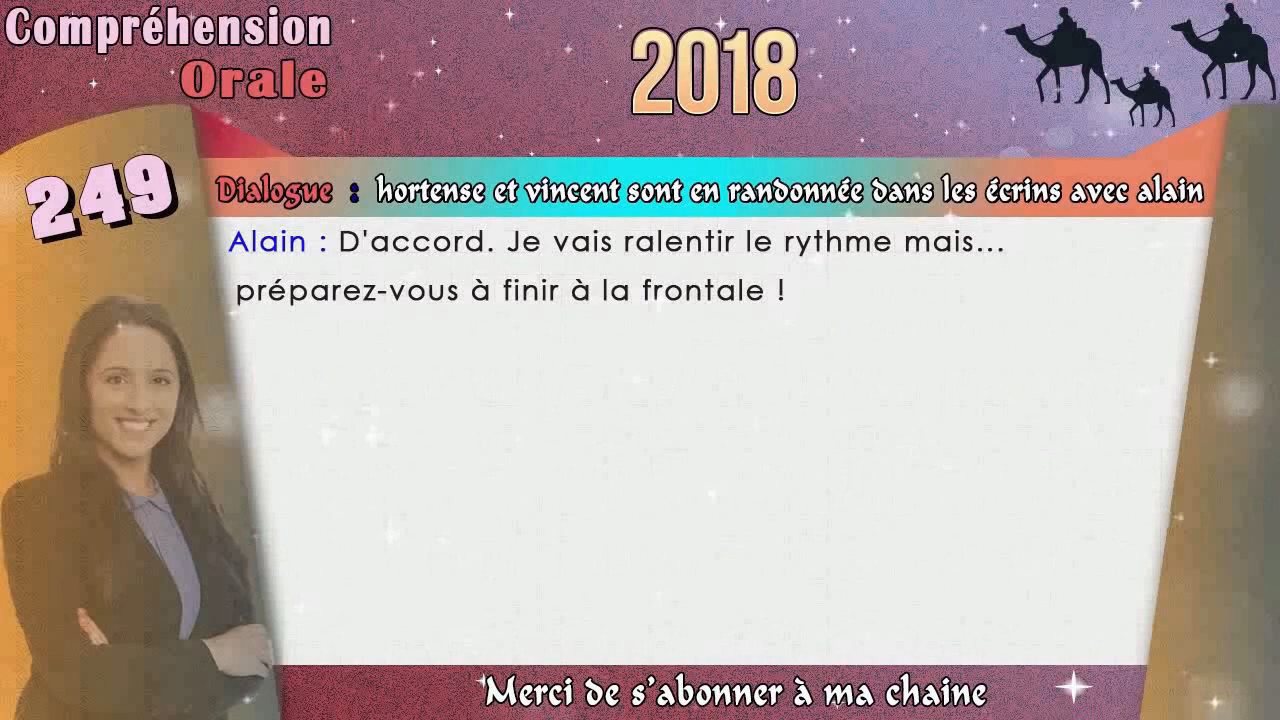 Compréhension
Orale
2018
249
Dialogue : hortense et vincent sont en randonnée dans les écrins avec alain
Alain : D'accord. Je vais ralentir le rythme mais...
préparez-vous à finir à la frontale !
Merci de s'abonner à ma chaine